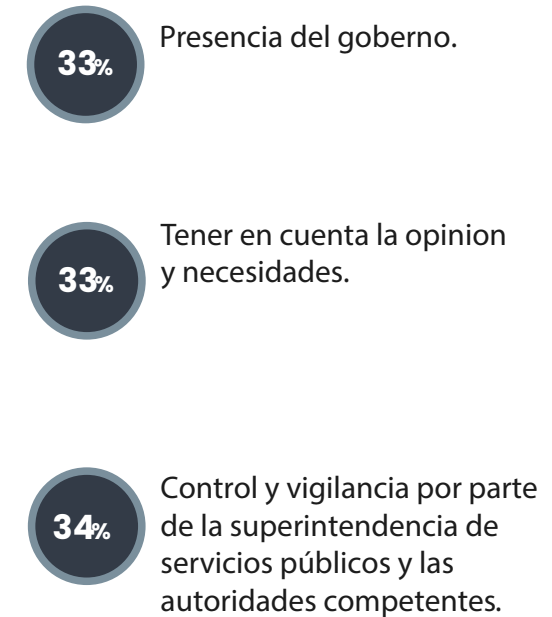 33%
Presencia del goberno.
33%
Tener en cuenta la opinion
y necesidades.
34%
Control y vigilancia por parte
de la superintendencia de
servicios públicos y las
autoridades competentes.